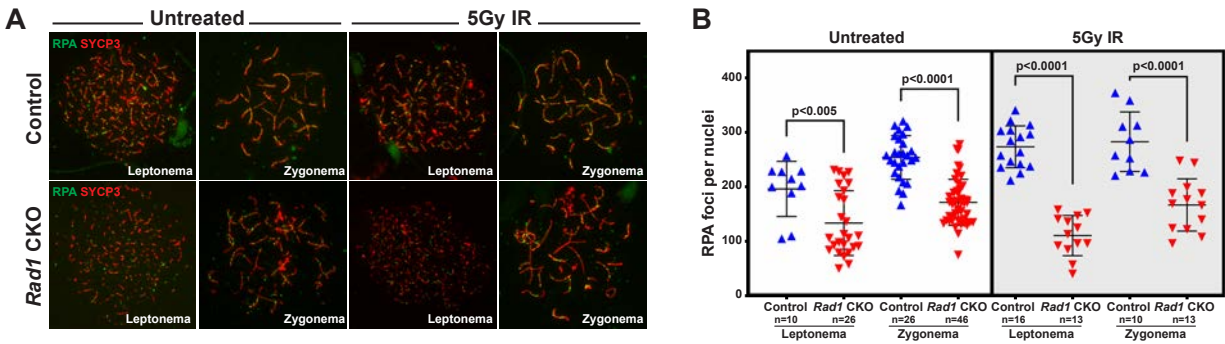 A
Untreated
5Gy IR
Control
Rad1 CKO
RPA SYCP3
Leptonema
Zygonema
Leptonema
Zygonema
RPA SYCP3
Leptonema
Zygonema
Leptonema
Zygonema
B
Untreated
5Gy IR
RPA foci per nuclei
400
300
200
100
0
p<0.005
p<0.0001
p<0.0001
p<0.0001
Control Rad1 CKO Control Rad1 CKO Control Rad1 CKO Control Rad1 CKO
n=10 n=26 n=26 n=46 n=16 n=13 n=10 n=13
Leptonema Zygonema Leptonema Zygonema